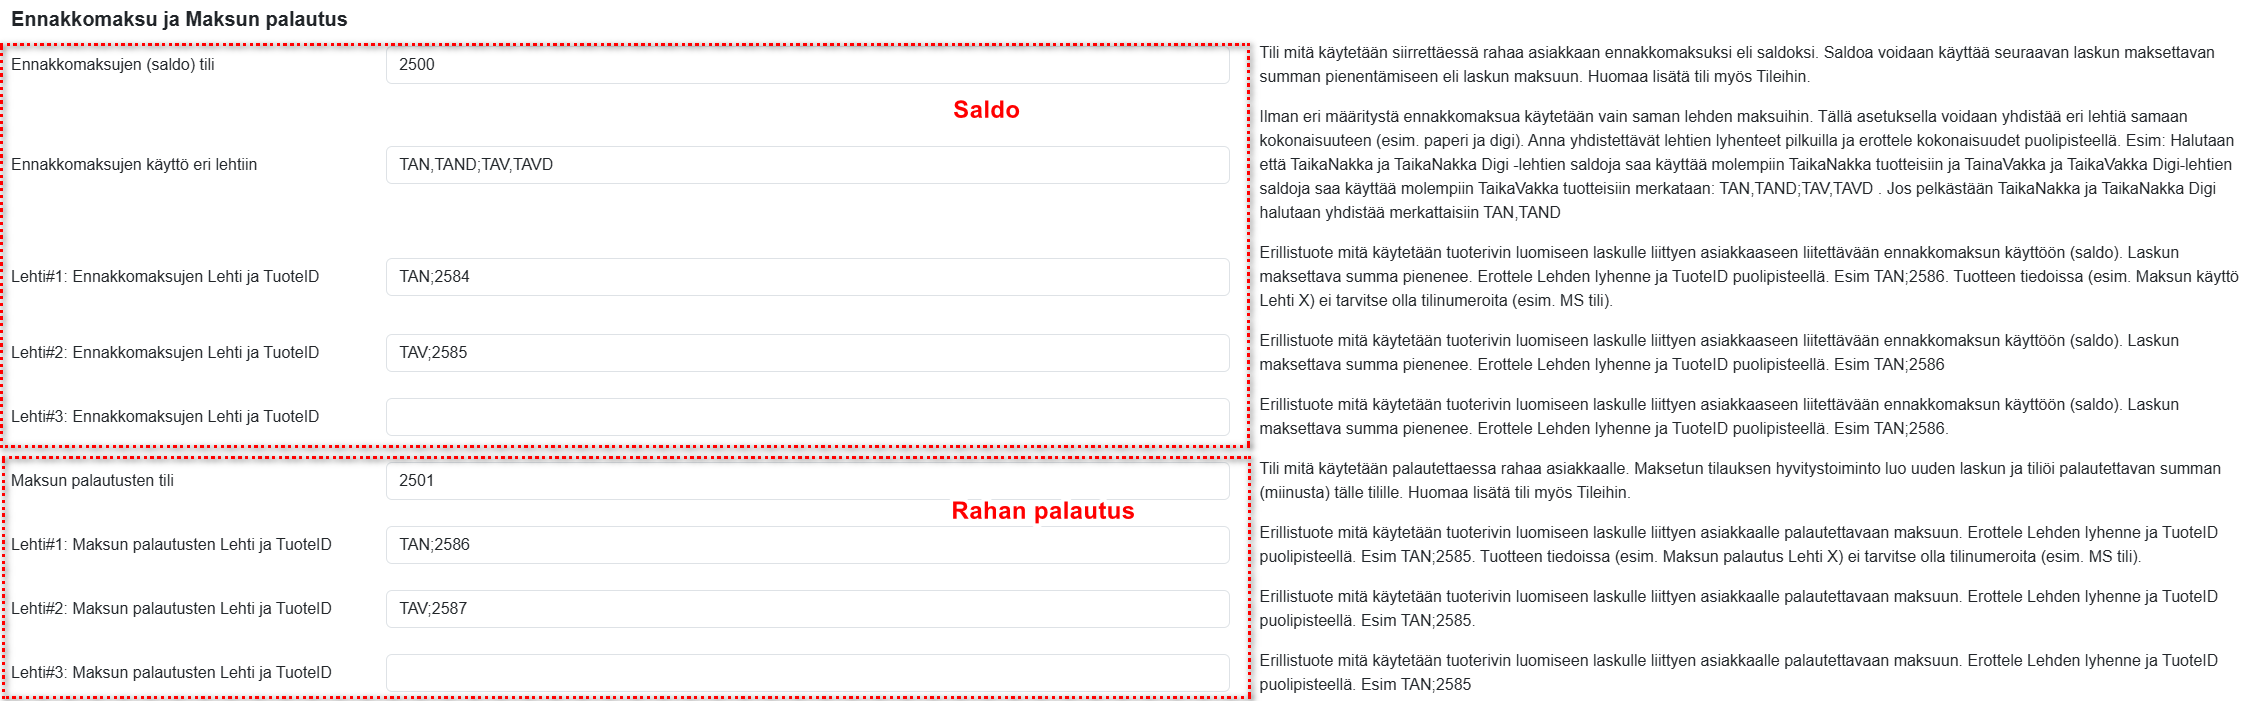 Ennakkomaksu ja Maksun palautus
Ennakkomaksujen (saldo) tili
2500
Tili mitä käytetään siirrettäessä rahaa asiakkaan ennakkomaksuksi eli saldoksi. Saldoa voidaan käyttää seuraavan laskun maksettavan
summan pienentämiseen eli laskun maksuun. Huomaa lisätä tili myös Tileihin.
Saldo
Ennakkomaksujen käyttö eri lehtiin
TAN,TAND;TAV,TAVD
Ilman eri määritystä ennakkomaksua käytetään vain saman lehden maksuihin. Tällä asetuksella voidaan yhdistää eri lehtiä samaan
kokonaisuuteen (esim. paperi ja digi). Anna yhdistettävät lehtien lyhenteet pilkuilla ja erottele kokonaisuudet puolipisteellä. Esim: Halutaan
että TaikaNakka ja TaikaNakka Digi -lehtien saldoja saa käyttää molempiin TaikaNakka tuotteisiin ja TainaVakka ja TaikaVakka Digi-lehtien
saldoja saa käyttää molempiin TaikaVakka tuotteisiin merkataan: TAN,TAND;TAV,TAVD . Jos pelkästään TaikaNakka ja TaikaNakka Digi
halutaan yhdistää merkattaisiin TAN,TAND
Lehti#1: Ennakkomaksujen Lehti ja TuoteID
TAN;2584
Erillistuote mitä käytetään tuoterivin luomiseen laskulle liittyen asiakkaaseen liitettävään ennakkomaksun käyttöön (saldo). Laskun
maksettava summa pienenee. Erottele Lehden lyhenne ja TuoteID puolipisteellä. Esim TAN;2586. Tuotteen tiedoissa (esim. Maksun käyttö
Lehti X) ei tarvitse olla tilinumeroita (esim. MS tili).
Lehti#2: Ennakkomaksujen Lehti ja TuoteID
TAV;2585
Erillistuote mitä käytetään tuoterivin luomiseen laskulle liittyen asiakkaaseen liitettävään ennakkomaksun käyttöön (saldo). Laskun
maksettava summa pienenee. Erottele Lehden lyhenne ja TuoteID puolipisteellä. Esim TAN;2586
Lehti#3: Ennakkomaksujen Lehti ja TuoteID
Erillistuote mitä käytetään tuoterivin luomiseen laskulle liittyen asiakkaaseen liitettävään ennakkomaksun käyttöön (saldo). Laskun
maksettava summa pienenee. Erottele Lehden lyhenne ja TuoteID puolipisteellä. Esim TAN;2586.
Maksun palautusten tili
2501
Tili mitä käytetään palautettaessa rahaa asiakkaalle. Maksetun tilauksen hyvitystoiminto luo uuden laskun ja tiliöi palautettavan summan
(miinusta) tälle tilille. Huomaa lisätä tili myös Tileihin.
Rahan palautus
Lehti#1: Maksun palautusten Lehti ja TuoteID
TAN;2586
Erillistuote mitä käytetään tuoterivin luomiseen laskulle liittyen asiakkaalle palautettavaan maksuun. Erottele Lehden lyhenne ja TuoteID
puolipisteellä. Esim TAN;2585. Tuotteen tiedoissa (esim. Maksun palautus Lehti X) ei tarvitse olla tilinumeroita (esim. MS tili).
Lehti#2: Maksun palautusten Lehti ja TuoteID
TAV;2587
Erillistuote mitä käytetään tuoterivin luomiseen laskulle liittyen asiakkaalle palautettavaan maksuun. Erottele Lehden lyhenne ja TuoteID
puolipisteellä. Esim TAN;2585.
Lehti#3: Maksun palautusten Lehti ja TuoteID
Erillistuote mitä käytetään tuoterivin luomiseen laskulle liittyen asiakkaalle palautettavaan maksuun. Erottele Lehden lyhenne ja TuoteID
puolipisteellä. Esim TAN;2585